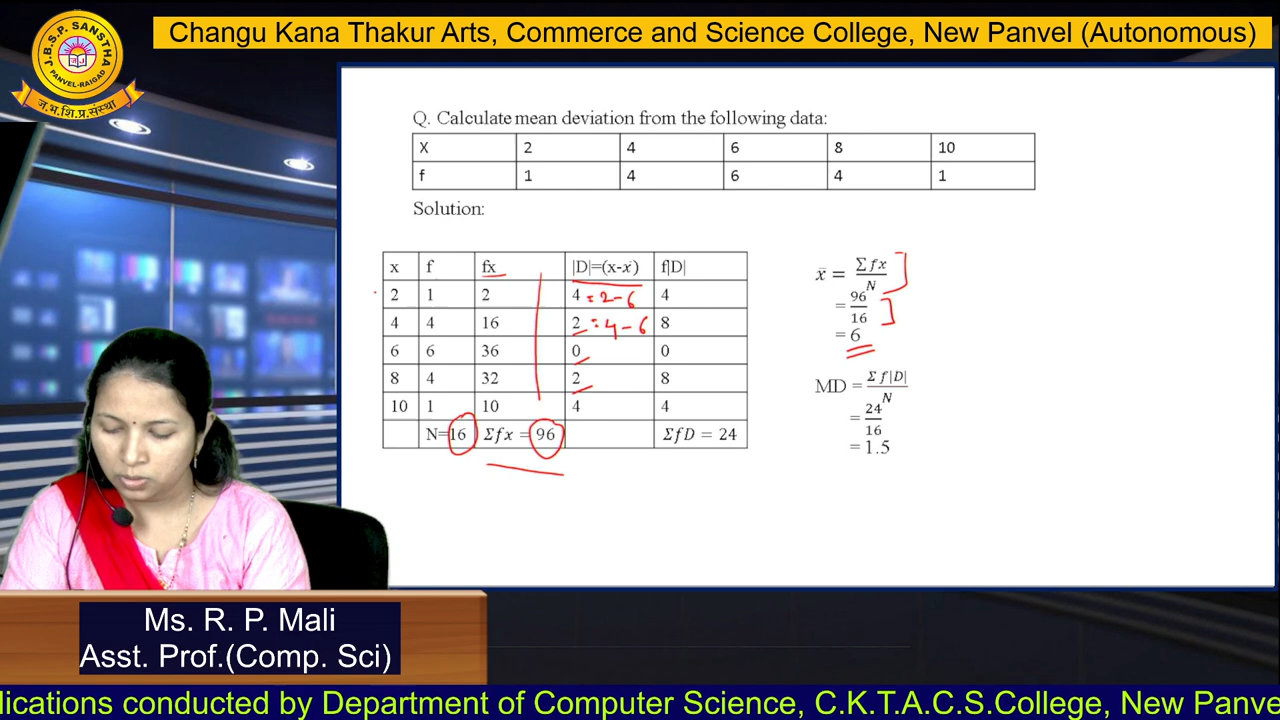 Changu Kana Thakur Arts, Commerce and Science College, New Panvel (Autonomous)
J.B.S.P. SANSTHA
PANVEL-RAIGAD
ज.भ.शि.प्र.संस्था
Q. Calculate mean deviation from the following data:
X 2 4 6 8 10
f 1 4 6 4 1
Solution:
x f fx |D|=(x-x̄) f|D|
2 1 2 4 = 2-6 4
4 4 16 2 = 4-6 8
6 6 36 0 0
8 4 32 2 8
10 1 10 4 4
N=16 Σfx = 96 ΣfD = 24
x̄ = Σfx/N
= 96/16
= 6
MD = Σf|D|/N
= 24/16
= 1.5
Ms. R. P. Mali
Asst. Prof.(Comp. Sci)
lications conducted by Department of Computer Science, C.K.T.A.C.S.College, New Panve